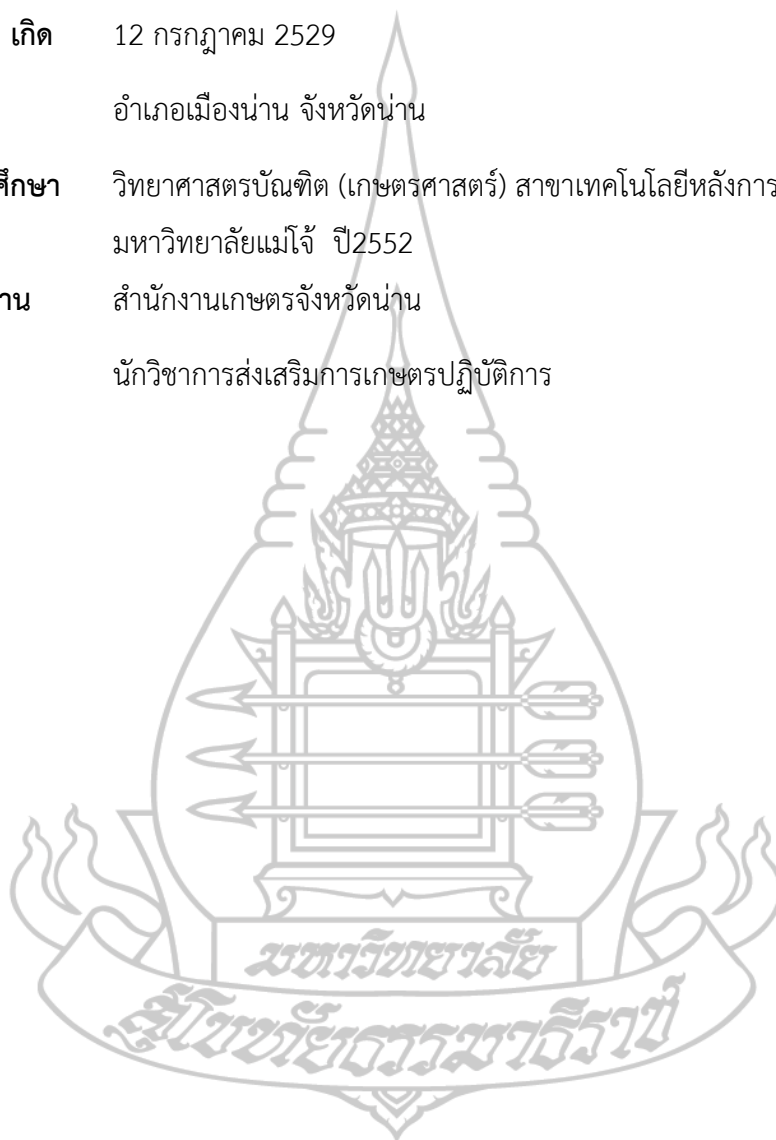 เกิด 12 กรกฎาคม 2529
อำเภอเมืองน่าน จังหวัดน่าน
ศึกษา วิทยาศาสตรบัณฑิต (เกษตรศาสตร์) สาขาเทคโนโลยีหลังการ
มหาวิทยาลัยแม่โจ้ ปี2552
าน สำนักงานเกษตรจังหวัดน่าน
นักวิชาการส่งเสริมการเกษตรปฏิบัติการ
มหาวิทยาลัย
สุโขทัยธรรมาธิราช